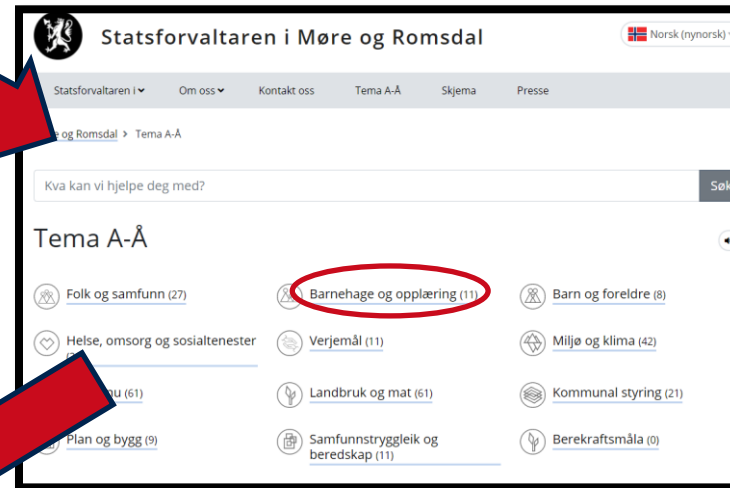 Statsforvaltaren i Møre og Romsdal
Norsk (nynorsk)
Statsforvaltaren i Om oss Kontakt oss Tema A-Å Skjema Presse
og Romsdal > Tema A-Å
Kva kan vi hjelpe deg med?
Søk
Tema A-Å
Folk og samfunn (27) Barnehage og opplæring (11) Barn og foreldre (8)
Helse, omsorg og sosialtenester Verjemål (11) Miljø og klima (42)
(61) Landbruk og mat (61) Kommunal styring (21)
Plan og bygg (9) Samfunnstryggleik og Berekraftsmåla (0)
beredskap (11)